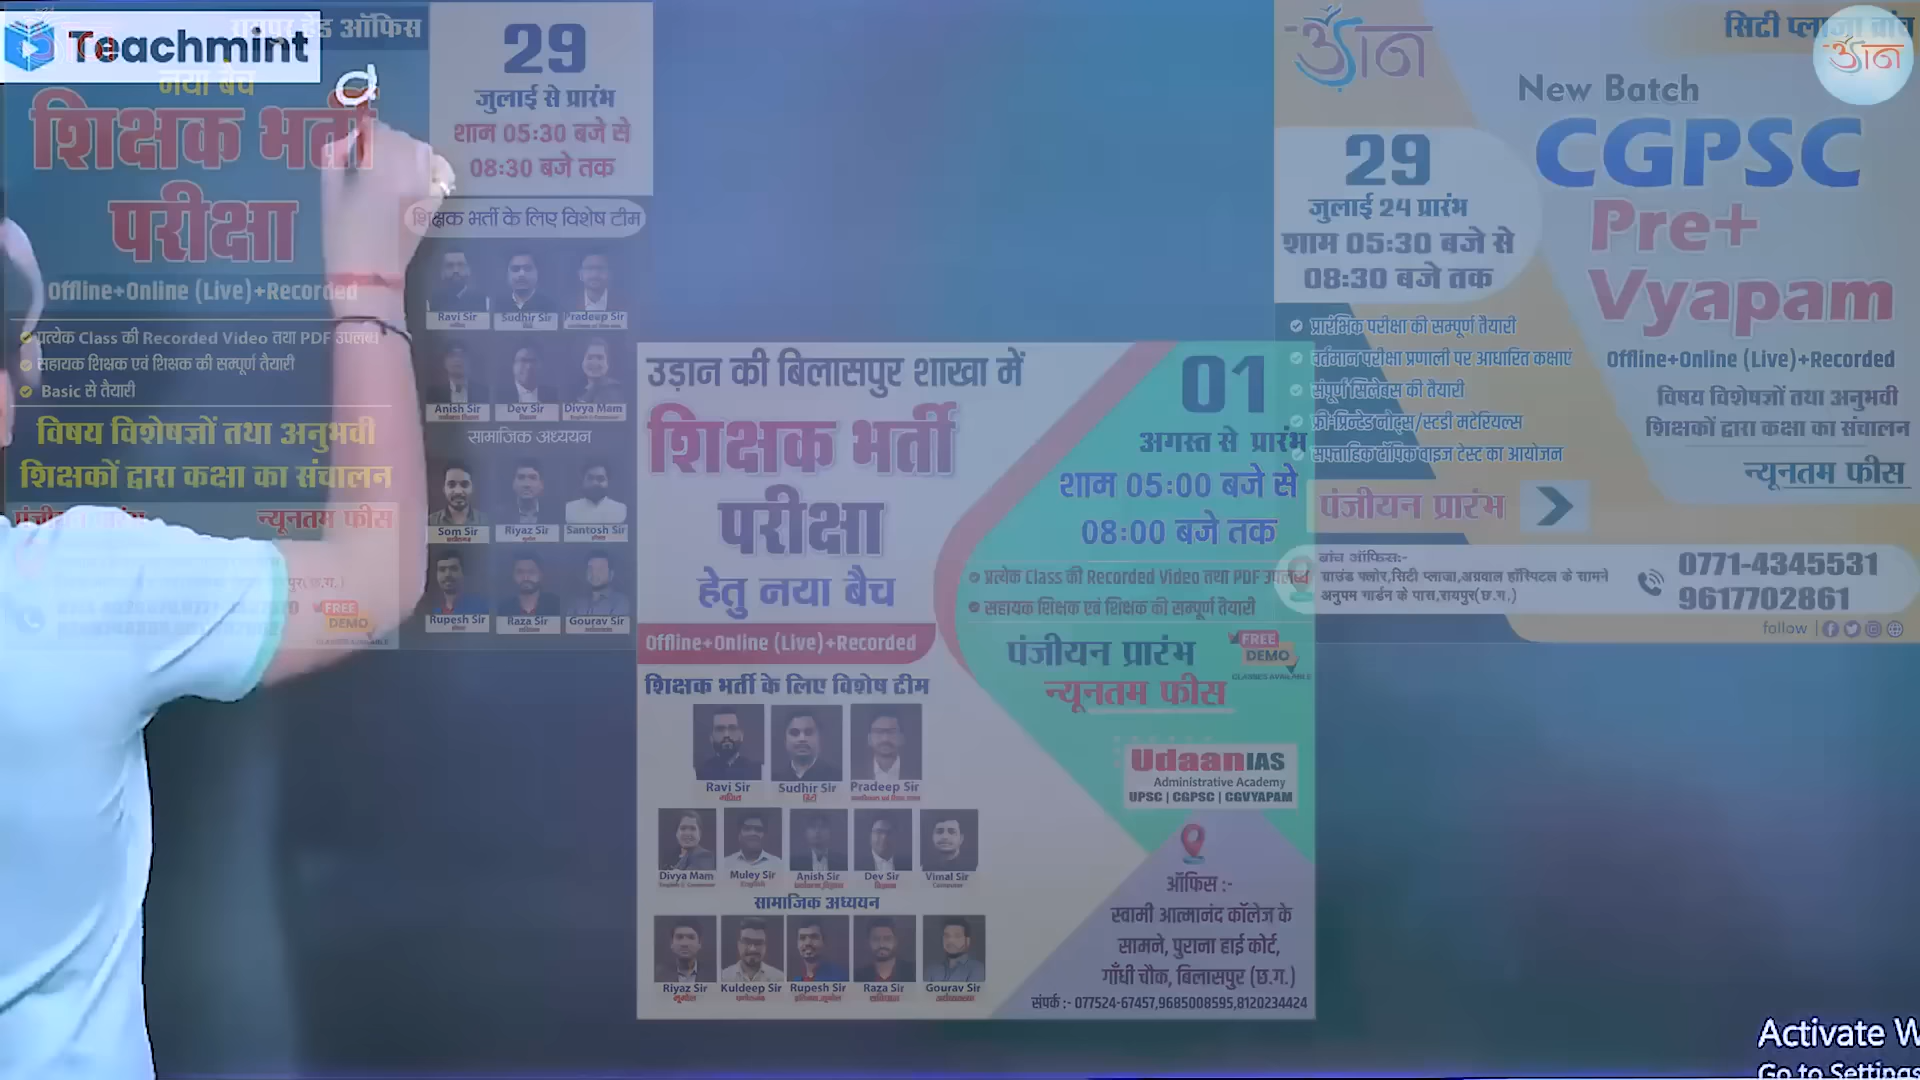 Teachmint
रायपुर हेड ऑफिस
नया बैच
शिक्षक भर्ती
परीक्षा
Offline+Online (Live)+Recorded
प्रत्येक Class की Recorded Video तथा PDF उपलब्ध
सहायक शिक्षक एवं शिक्षक की सम्पूर्ण तैयारी
Basic से तैयारी
विषय विशेषज्ञों तथा अनुभवी
शिक्षकों द्वारा कक्षा का संचालन
न्यूनतम फीस
FREE
DEMO
a
29
जुलाई से प्रारंभ
शाम 05:30 बजे से
08:30 बजे तक
शिक्षक भर्ती के लिए विशेष टीम
Ravi Sir Sudhir Sir Pradeep Sir
Anish Sir Dev Sir Divya Mam
सामाजिक अध्ययन
Som Sir Riyaz Sir Santosh Sir
Rupesh Sir Raza Sir Gourav Sir
उड़ान की बिलासपुर शाखा में
शिक्षक भर्ती
परीक्षा
हेतु नया बैच
Offline+Online (Live)+Recorded
शिक्षक भर्ती के लिए विशेष टीम
Ravi Sir Sudhir Sir Pradeep Sir
गणित हिंदी
Divya Mam Muley Sir Anish Sir Dev Sir Vimal Sir
सामाजिक अध्ययन
Riyaz Sir Kuldeep Sir Rupesh Sir Raza Sir Gourav Sir
01
अगस्त से प्रारंभ
शाम 05:00 बजे से
08:00 बजे तक
प्रत्येक Class की Recorded Video तथा PDF उपलब्ध
सहायक शिक्षक एवं शिक्षक की सम्पूर्ण तैयारी
पंजीयन प्रारंभ
न्यूनतम फीस
FREE
DEMO
CLASSES AVAILABLE
UdaanIAS
Administrative Academy
UPSC | CGPSC | CGVYAPAM
ऑफिस :-
स्वामी आत्मानंद कॉलेज के
सामने, पुराना हाई कोर्ट,
गाँधी चौक, बिलासपुर (छ.ग.)
संपर्क :- 077524-67457,9685008595,8120234424
उड़ान
सिटी प्लाजा ब्रांच
उड़ान
New Batch
CGPSC
Pre+
Vyapam
Offline+Online (Live)+Recorded
विषय विशेषज्ञों तथा अनुभवी
शिक्षकों द्वारा कक्षा का संचालन
न्यूनतम फीस
29
जुलाई 24 प्रारंभ
शाम 05:30 बजे से
08:30 बजे तक
प्रारंभिक परीक्षा की सम्पूर्ण तैयारी
वर्तमान परीक्षा प्रणाली पर आधारित कक्षाएं
संपूर्ण सिलेबस की तैयारी
फ्री प्रिन्टेड नोट्स/स्टडी मटेरियल्स
सफ्ताहिक टॉपिक वाइज टेस्ट का आयोजन
पंजीयन प्रारंभ
ब्रांच ऑफिस:-
ग्राउंड फ्लोर,सिटी प्लाजा,अग्रवाल हॉस्पिटल के सामने
अनुपम गार्डन के पास,रायपुर(छ.ग.)
0771-4345531
9617702861
follow
Activate W
Go to Settings